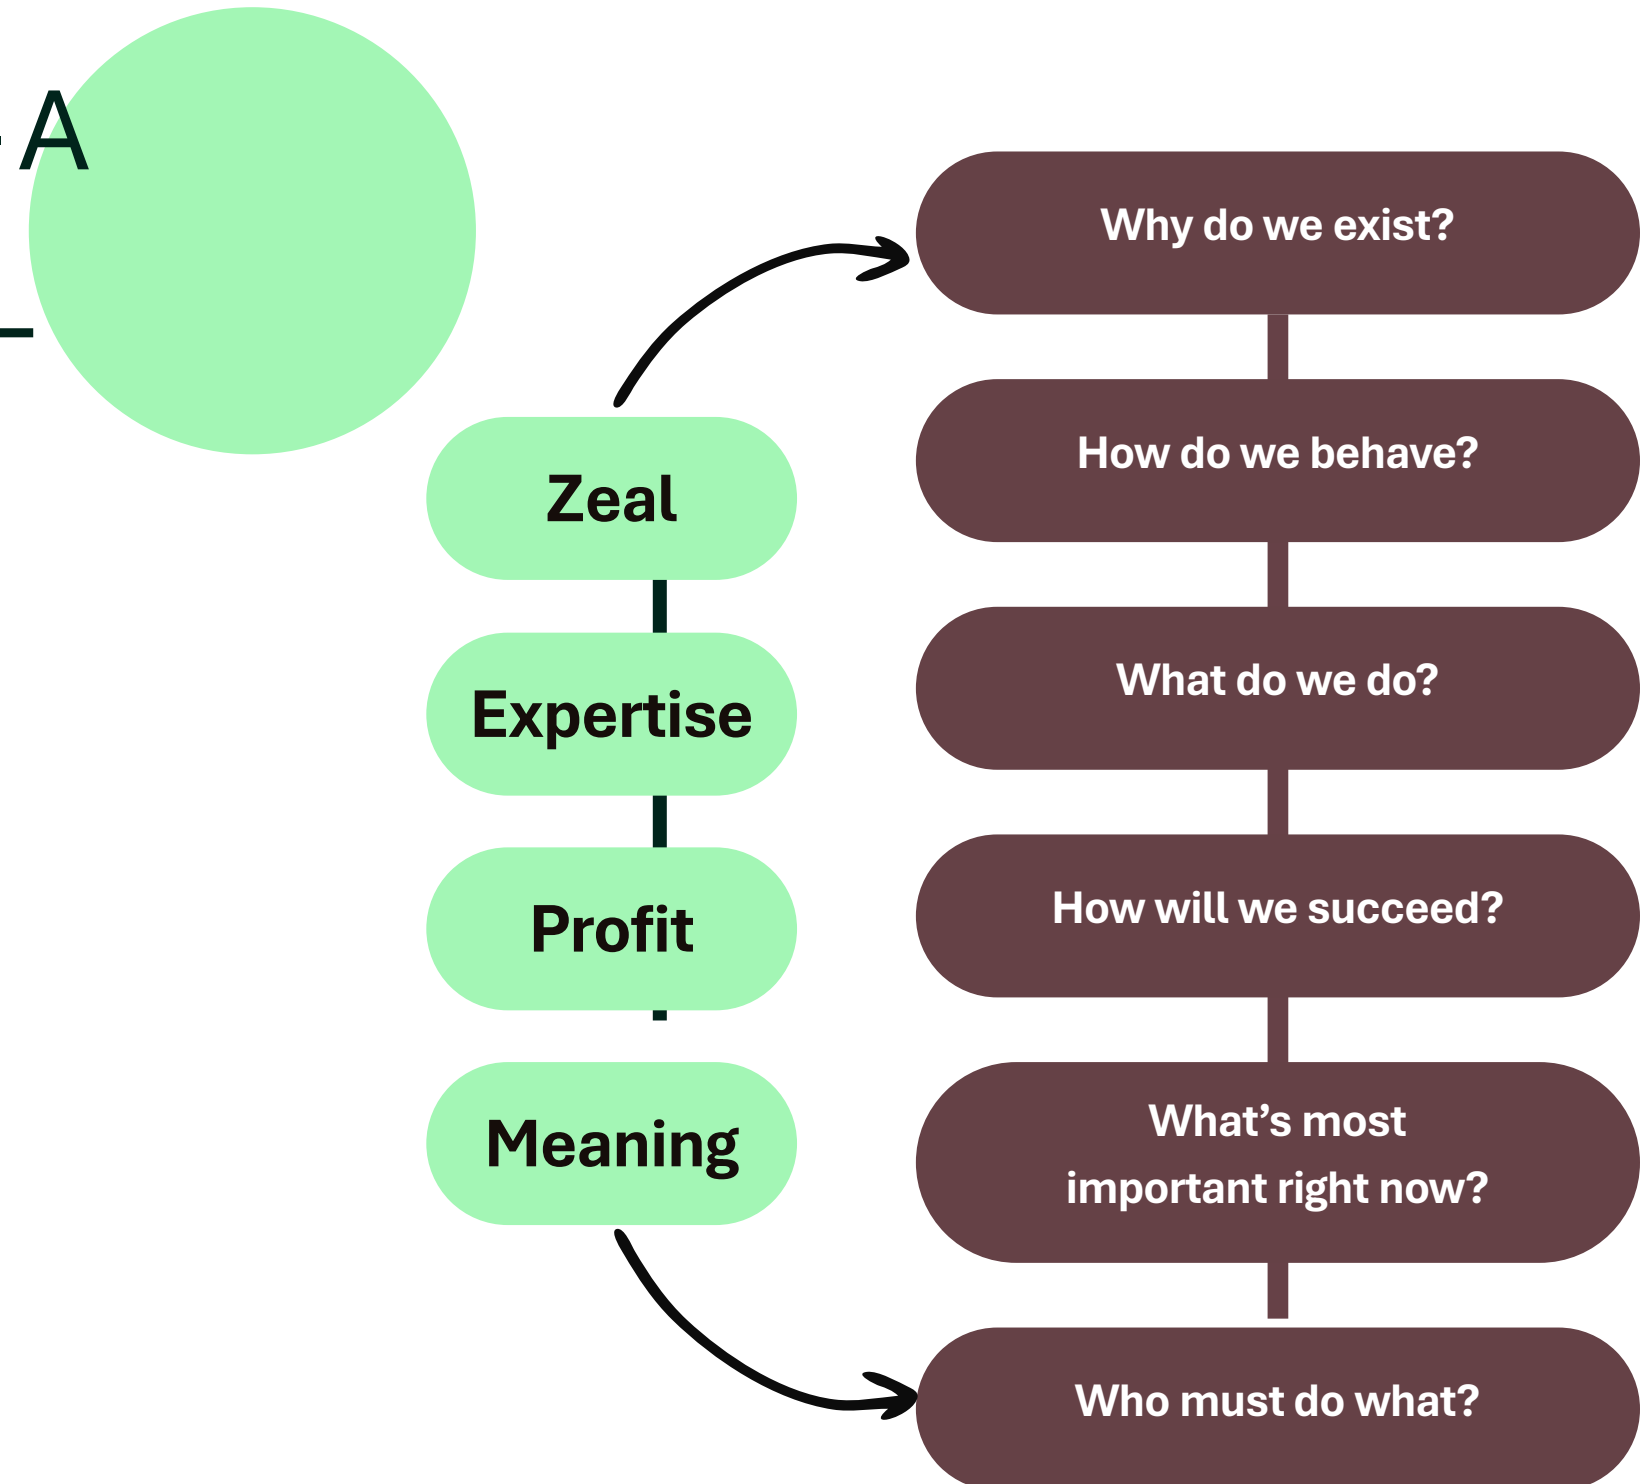 - A
Zeal
Expertise
Profit
Meaning
Why do we exist?
How do we behave?
What do we do?
How will we succeed?
What’s most
important right now?
Who must do what?